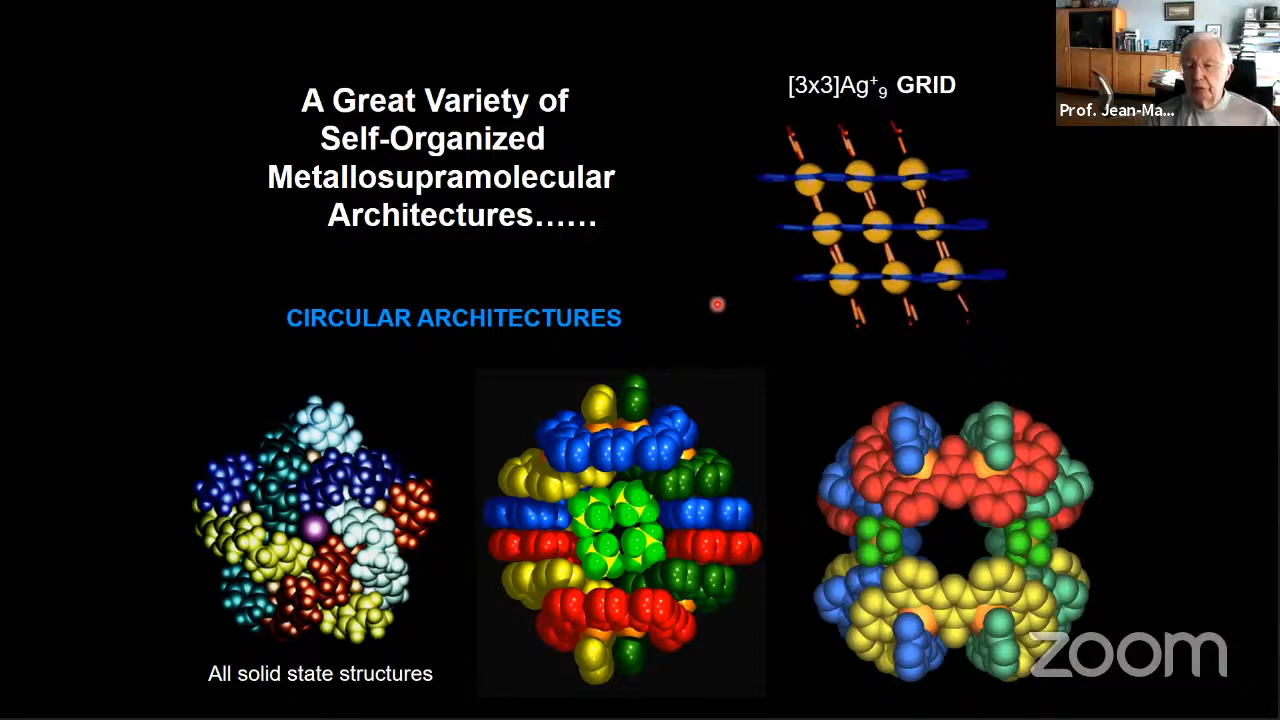 A Great Variety of
Self-Organized
Metallosupramolecular
Architectures......
[3x3]Ag⁺₉ GRID
Prof. Jean-Ma...
CIRCULAR ARCHITECTURES
All solid state structures
zoom